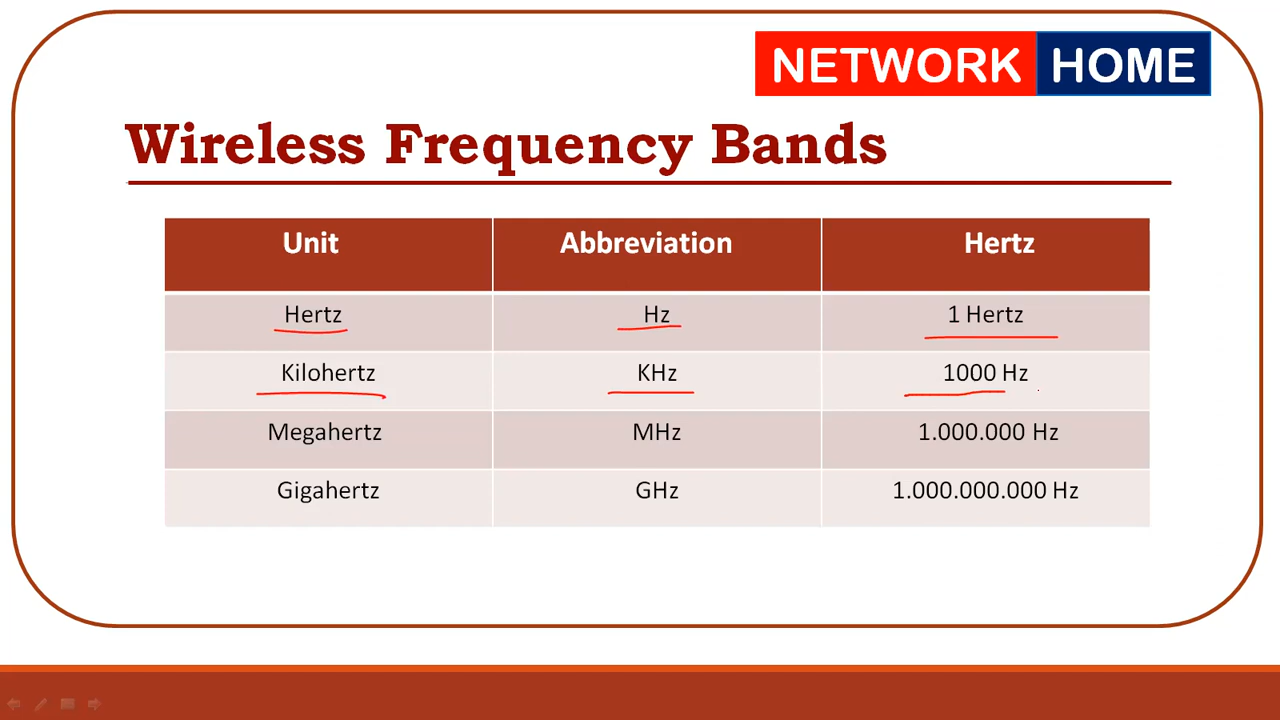 NETWORK HOME
Wireless Frequency Bands
Unit Abbreviation Hertz
Hertz Hz 1 Hertz
Kilohertz KHz 1000 Hz
Megahertz MHz 1.000.000 Hz
Gigahertz GHz 1.000.000.000 Hz